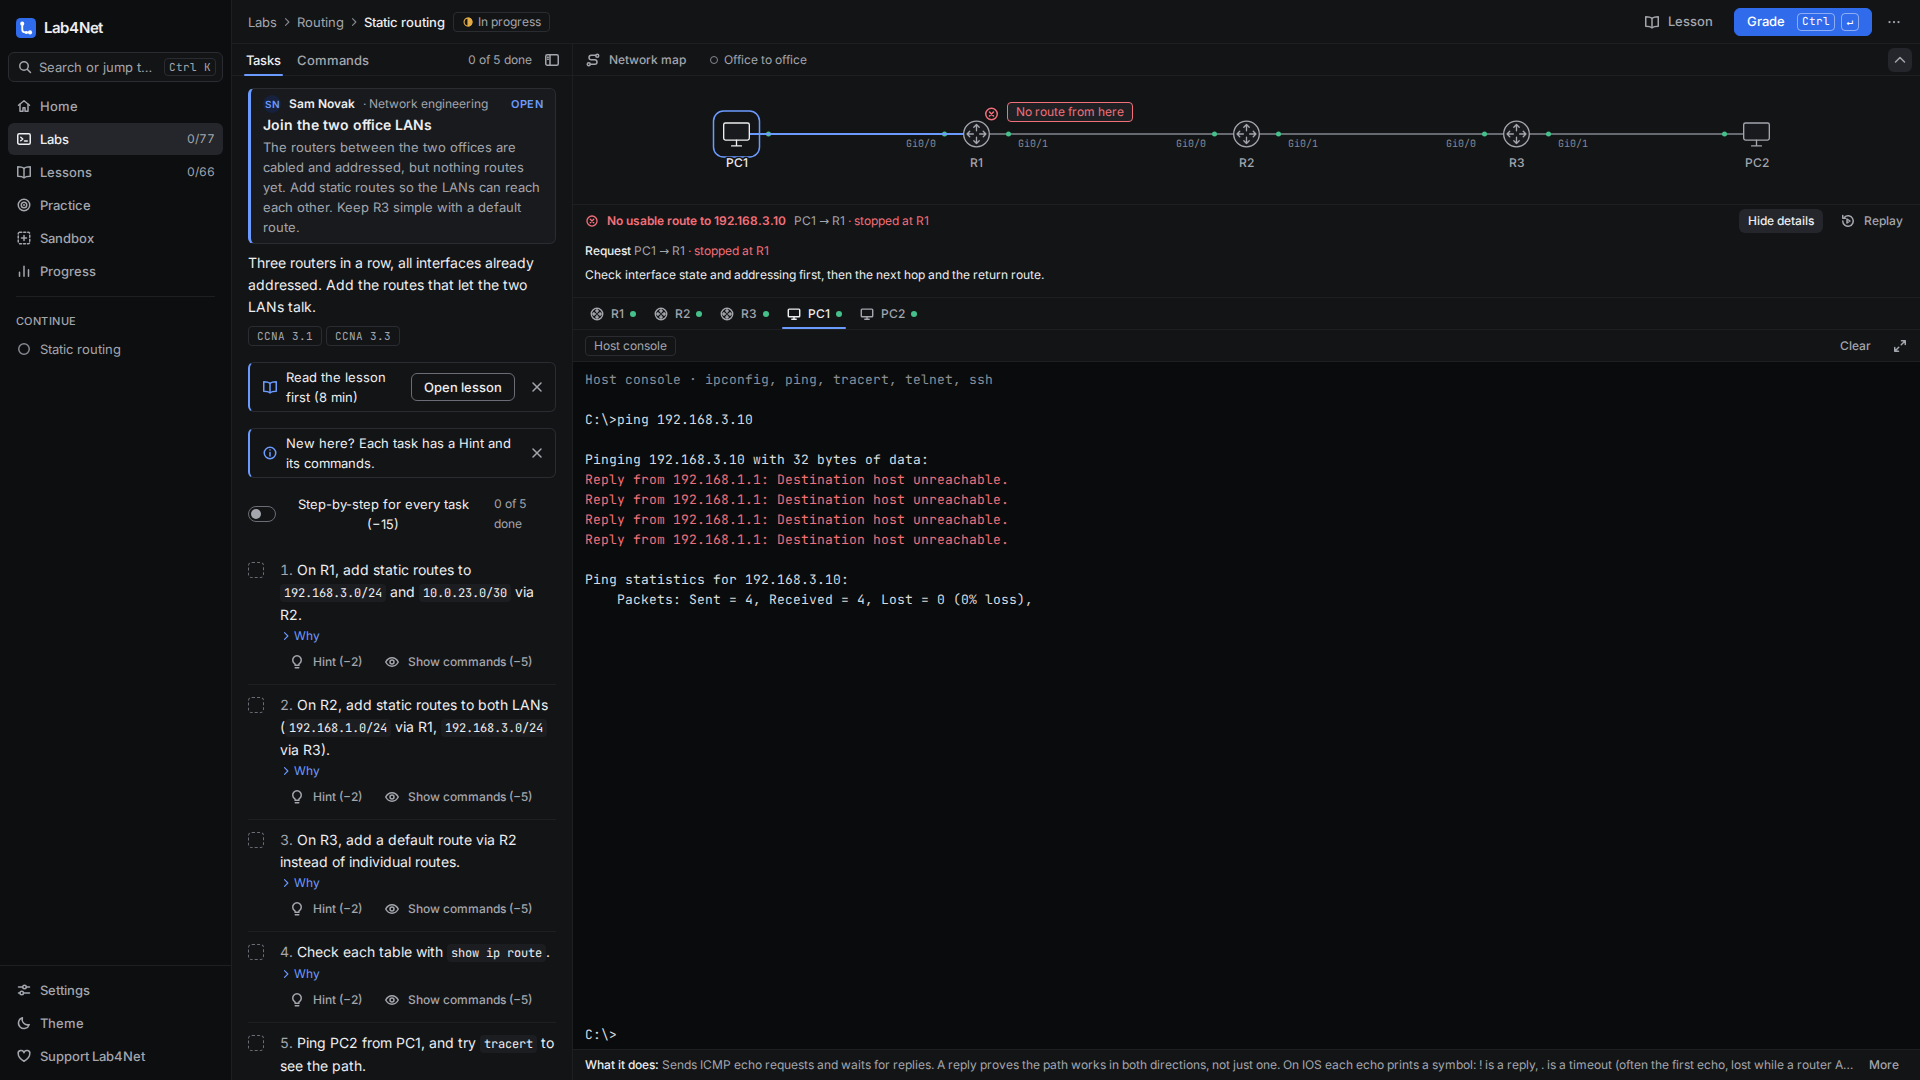 Lab4Net
Search or jump t... Ctrl K
Home
Labs 0/77
Lessons 0/66
Practice
Sandbox
Progress
CONTINUE
Static routing
Settings
Theme
Support Lab4Net
Labs > Routing > Static routing In progress
Lesson Grade Ctrl ↵ ...
Tasks Commands 0 of 5 done
SN Sam Novak · Network engineering OPEN
Join the two office LANs
The routers between the two offices are
cabled and addressed, but nothing routes
yet. Add static routes so the LANs can reach
each other. Keep R3 simple with a default
route.
Three routers in a row, all interfaces already
addressed. Add the routes that let the two
LANs talk.
CCNA 3.1 CCNA 3.3
Read the lesson
first (8 min)
Open lesson
New here? Each task has a Hint and
its commands.
Step-by-step for every task
(−15)
0 of 5
done
1. On R1, add static routes to
192.168.3.0/24 and 10.0.23.0/30 via
R2.
Why
Hint (−2) Show commands (−5)
2. On R2, add static routes to both LANs
(192.168.1.0/24 via R1, 192.168.3.0/24
via R3).
Why
Hint (−2) Show commands (−5)
3. On R3, add a default route via R2
instead of individual routes.
Why
Hint (−2) Show commands (−5)
4. Check each table with show ip route.
Why
Hint (−2) Show commands (−5)
5. Ping PC2 from PC1, and try tracert to
see the path.
Network map Office to office
No route from here
Gi0/0 Gi0/1 Gi0/0 Gi0/1 Gi0/0 Gi0/1
PC1 R1 R2 R3 PC2
No usable route to 192.168.3.10 PC1 → R1 · stopped at R1
Hide details Replay
Request PC1 → R1 · stopped at R1
Check interface state and addressing first, then the next hop and the return route.
R1 R2 R3 PC1 PC2
Host console
Clear
Host console · ipconfig, ping, tracert, telnet, ssh
C:\>ping 192.168.3.10
Pinging 192.168.3.10 with 32 bytes of data:
Reply from 192.168.1.1: Destination host unreachable.
Reply from 192.168.1.1: Destination host unreachable.
Reply from 192.168.1.1: Destination host unreachable.
Reply from 192.168.1.1: Destination host unreachable.
Ping statistics for 192.168.3.10:
Packets: Sent = 4, Received = 4, Lost = 0 (0% loss),
C:\>
What it does: Sends ICMP echo requests and waits for replies. A reply proves the path works in both directions, not just one. On IOS each echo prints a symbol: ! is a reply, . is a timeout (often the first echo, lost while a router A... More